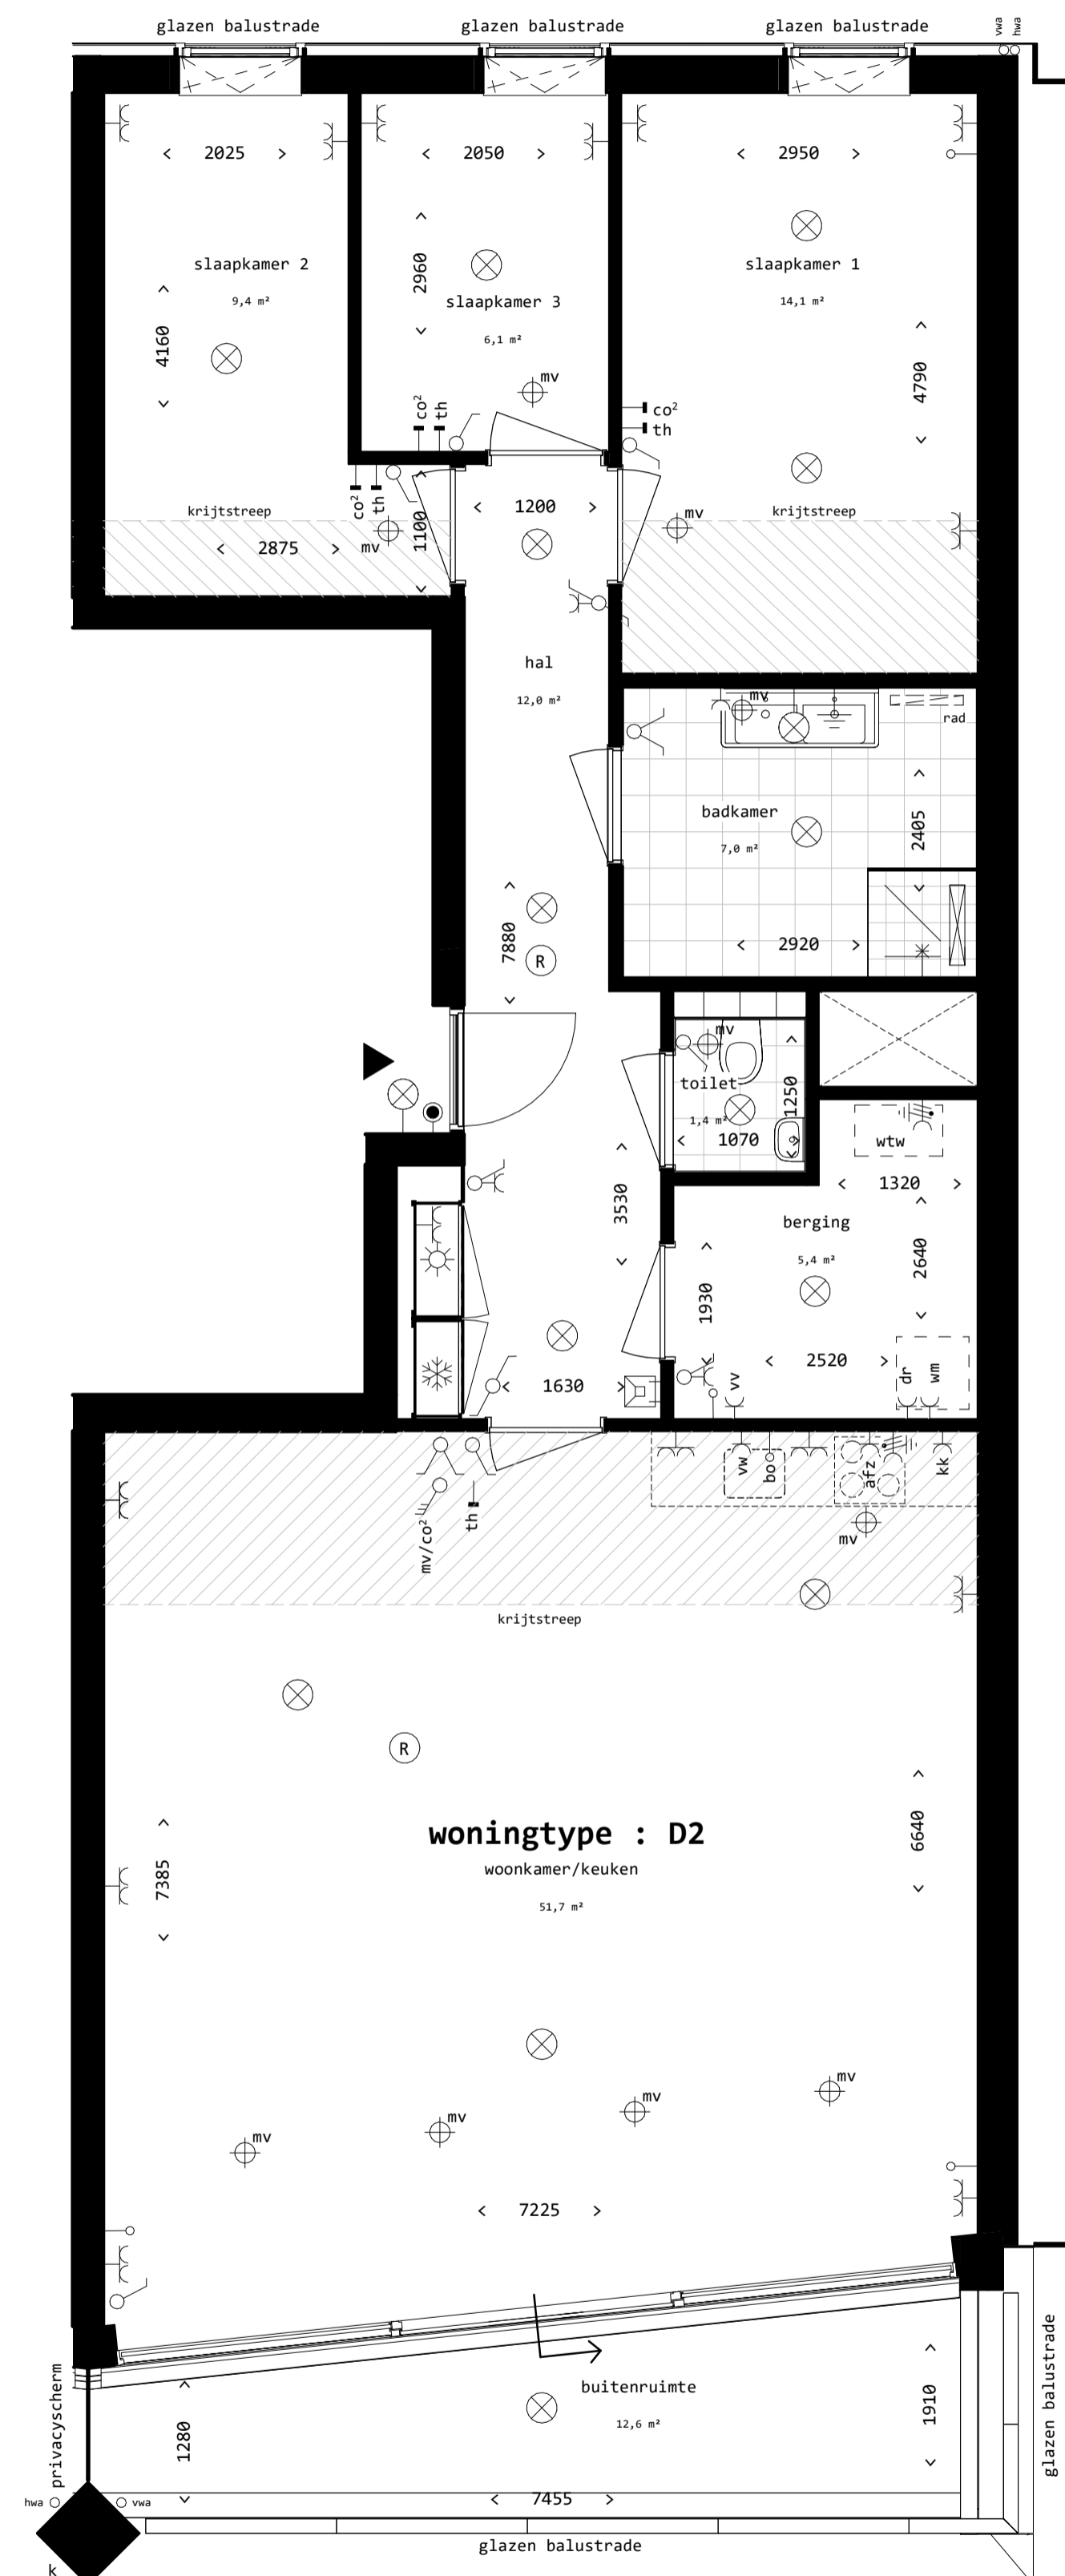 glazen balustrade
glazen balustrade
glazen balustrade
vwa
hwa
2025
2050
2950
slaapkamer 2
9,4 m²
2960
slaapkamer 3
6,1 m²
slaapkamer 1
14,1 m²
4160
4790
mv
co²
th
co²
th
krijtstreep
co²
th
1100
1200
mv
krijtstreep
2875
mv
hal
12,0 m²
mv
rad
badkamer
7,0 m²
2405
7880
2920
R
mv
toilet
1,4 m²
1250
1070
wtw
1320
3530
berging
5,4 m²
2640
1930
2520
1630
vv
dr
wm
vw
bo
afz
kk
mv/co²
th
mv
krijtstreep
R
woningtype : D2
woonkamer/keuken
51,7 m²
7385
6640
mv
mv
mv
mv
7225
buitenruimte
12,6 m²
privacyscherm
1280
1910
glazen balustrade
hwa
vwa
7455
glazen balustrade
k